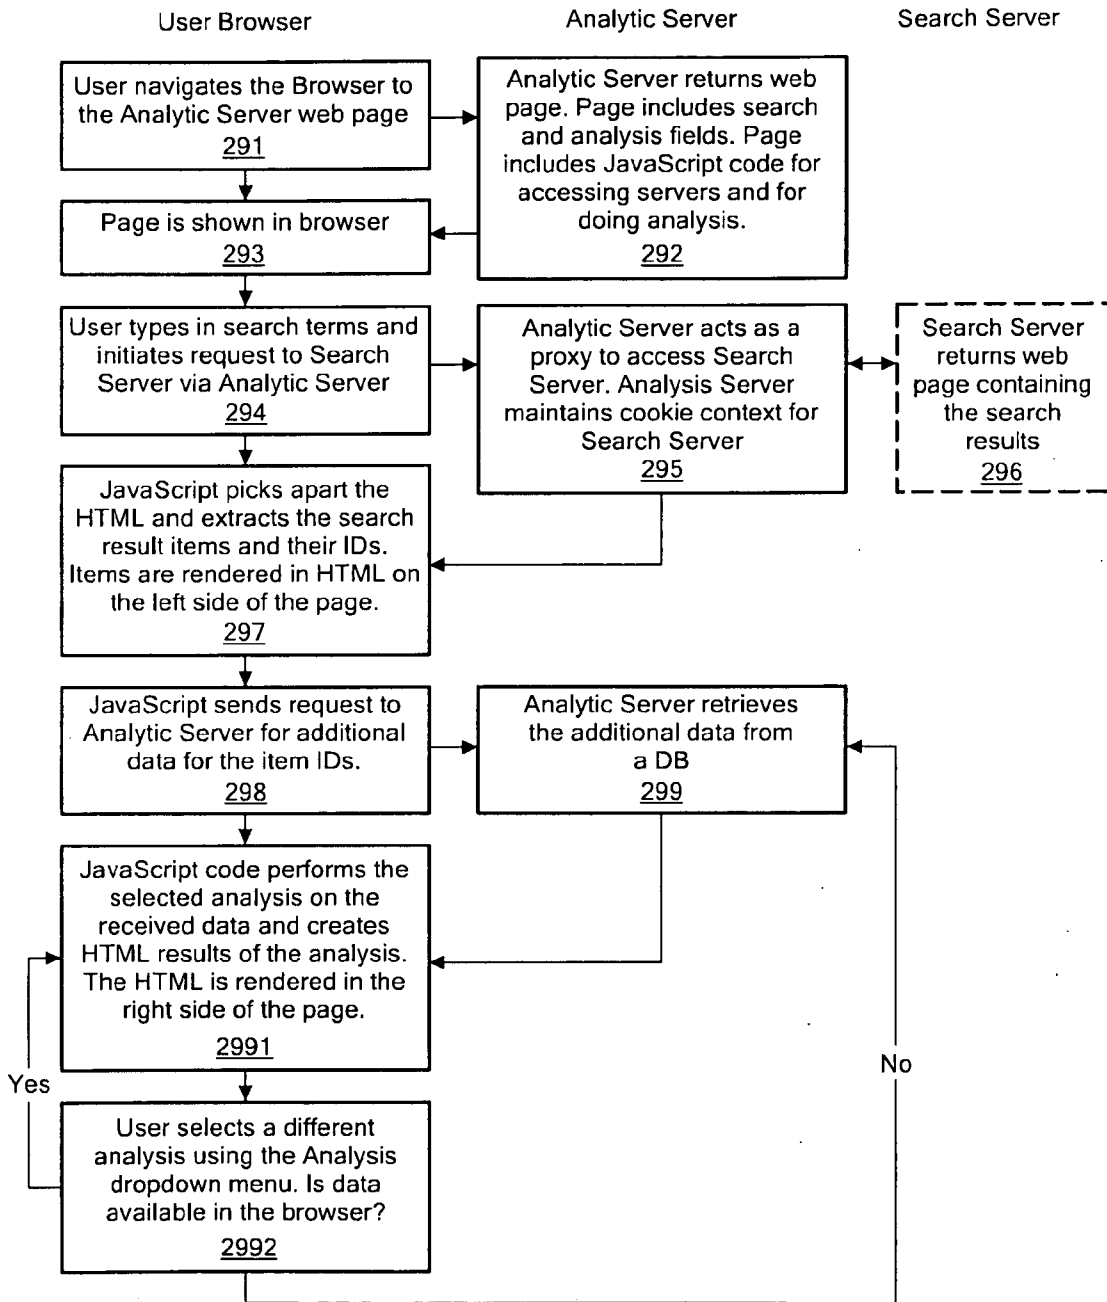 User Browser
Analytic Server
Search Server
User navigates the Browser to
the Analytic Server web page
291
Analytic Server returns web
page. Page includes search
and analysis fields. Page
includes JavaScript code for
accessing servers and for
doing analysis.
292
Page is shown in browser
293
User types in search terms and
initiates request to Search
Server via Analytic Server
294
Analytic Server acts as a
proxy to access Search
Server. Analysis Server
maintains cookie context for
Search Server
295
Search Server
returns web
page containing
the search
results
296
JavaScript picks apart the
HTML and extracts the search
result items and their IDs.
Items are rendered in HTML on
the left side of the page.
297
JavaScript sends request to
Analytic Server for additional
data for the item IDs.
298
Analytic Server retrieves
the additional data from
a DB
299
JavaScript code performs the
selected analysis on the
received data and creates
HTML results of the analysis.
The HTML is rendered in the
right side of the page.
2991
Yes
No
User selects a different
analysis using the Analysis
dropdown menu. Is data
available in the browser?
2992